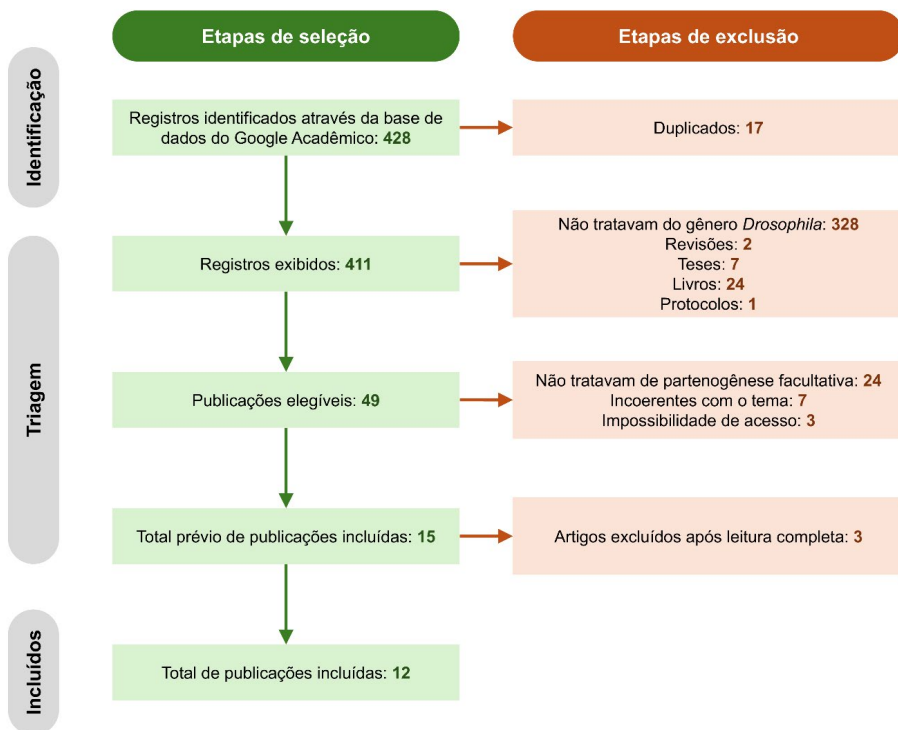 Etapas de seleção
Etapas de exclusão
Identificação
Registros identificados através da base de
dados do Google Acadêmico: 428
Duplicados: 17
Triagem
Registros exibidos: 411
Não tratavam do gênero Drosophila: 328
Revisões: 2
Teses: 7
Livros: 24
Protocolos: 1
Publicações elegíveis: 49
Não tratavam de partenogênese facultativa: 24
Incoerentes com o tema: 7
Impossibilidade de acesso: 3
Total prévio de publicações incluídas: 15
Artigos excluídos após leitura completa: 3
Incluídos
Total de publicações incluídas: 12